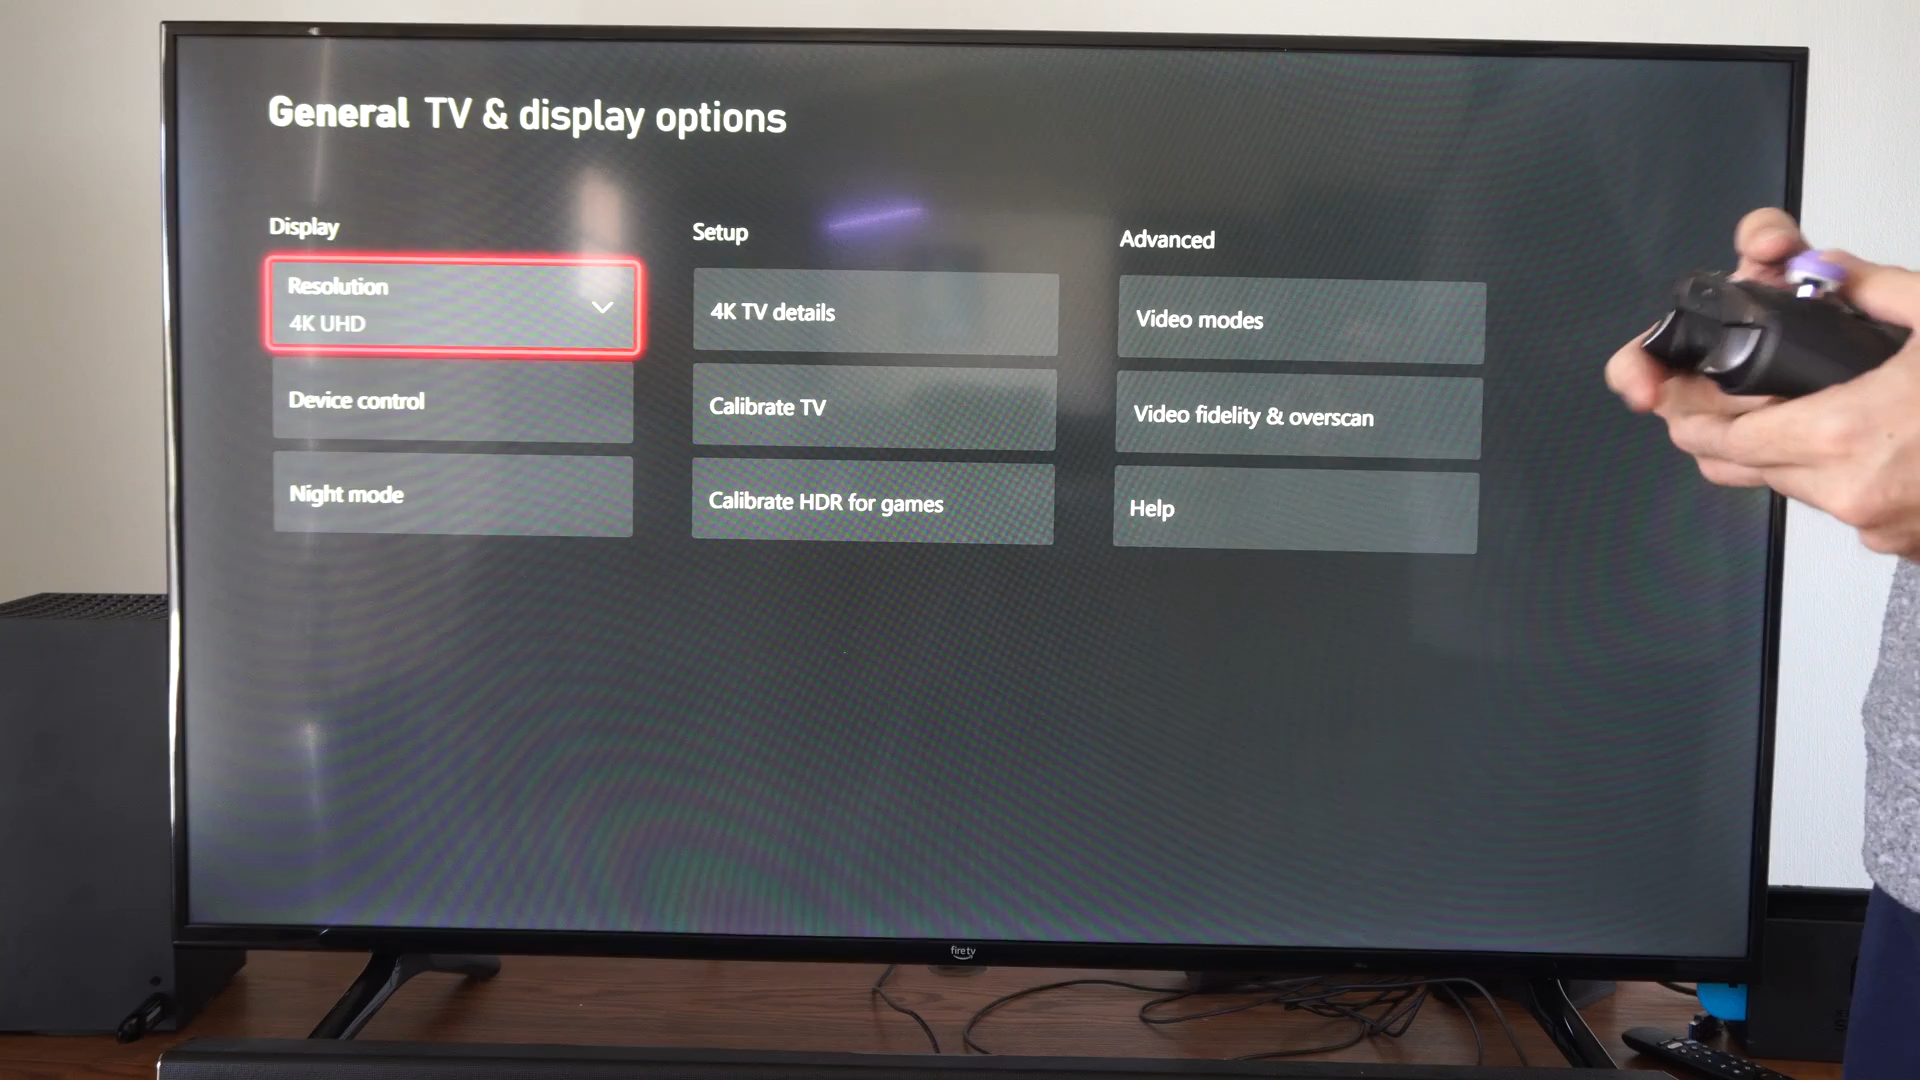 General TV & display options
Display
Resolution
4K UHD
Device control
Night mode
Setup
4K TV details
Calibrate TV
Calibrate HDR for games
Advanced
Video modes
Video fidelity & overscan
Help
firetv